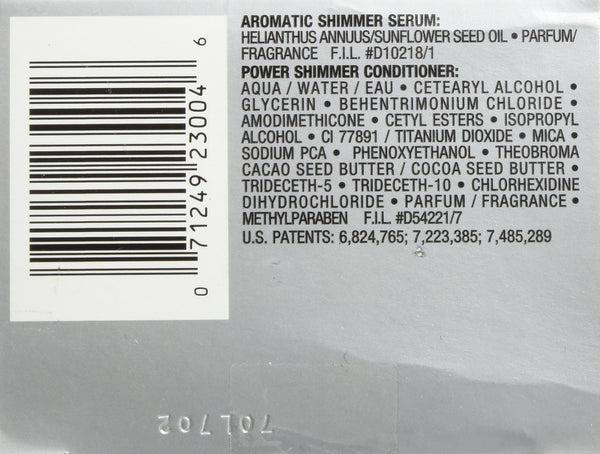 AROMATIC SHIMMER SERUM:
HELIANTHUS ANNUUS/SUNFLOWER SEED OIL • PARFUM/
FRAGRANCE F.I.L. #D10218/1
POWER SHIMMER CONDITIONER:
AQUA / WATER / EAU • CETEARYL ALCOHOL •
GLYCERIN • BEHENTRIMONIUM CHLORIDE •
AMODIMETHICONE • CETYL ESTERS • ISOPROPYL
ALCOHOL • CI 77891 / TITANIUM DIOXIDE • MICA •
SODIUM PCA • PHENOXYETHANOL • THEOBROMA
CACAO SEED BUTTER / COCOA SEED BUTTER •
TRIDECETH-5 • TRIDECETH-10 • CHLORHEXIDINE
DIHYDROCHLORIDE • PARFUM / FRAGRANCE •
METHYLPARABEN F.I.L. #D54221/7
U.S. PATENTS: 6,824,765; 7,223,385; 7,485,289
0 71249 23004 6
70L702